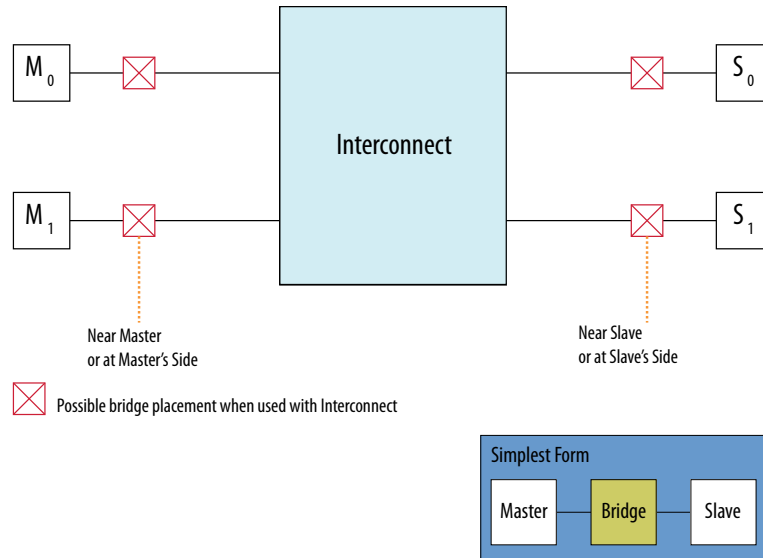 M0
S0
Interconnect
M1
S1
Near Master
or at Master's Side
Near Slave
or at Slave's Side
Possible bridge placement when used with Interconnect
Simplest Form
Master
Bridge
Slave